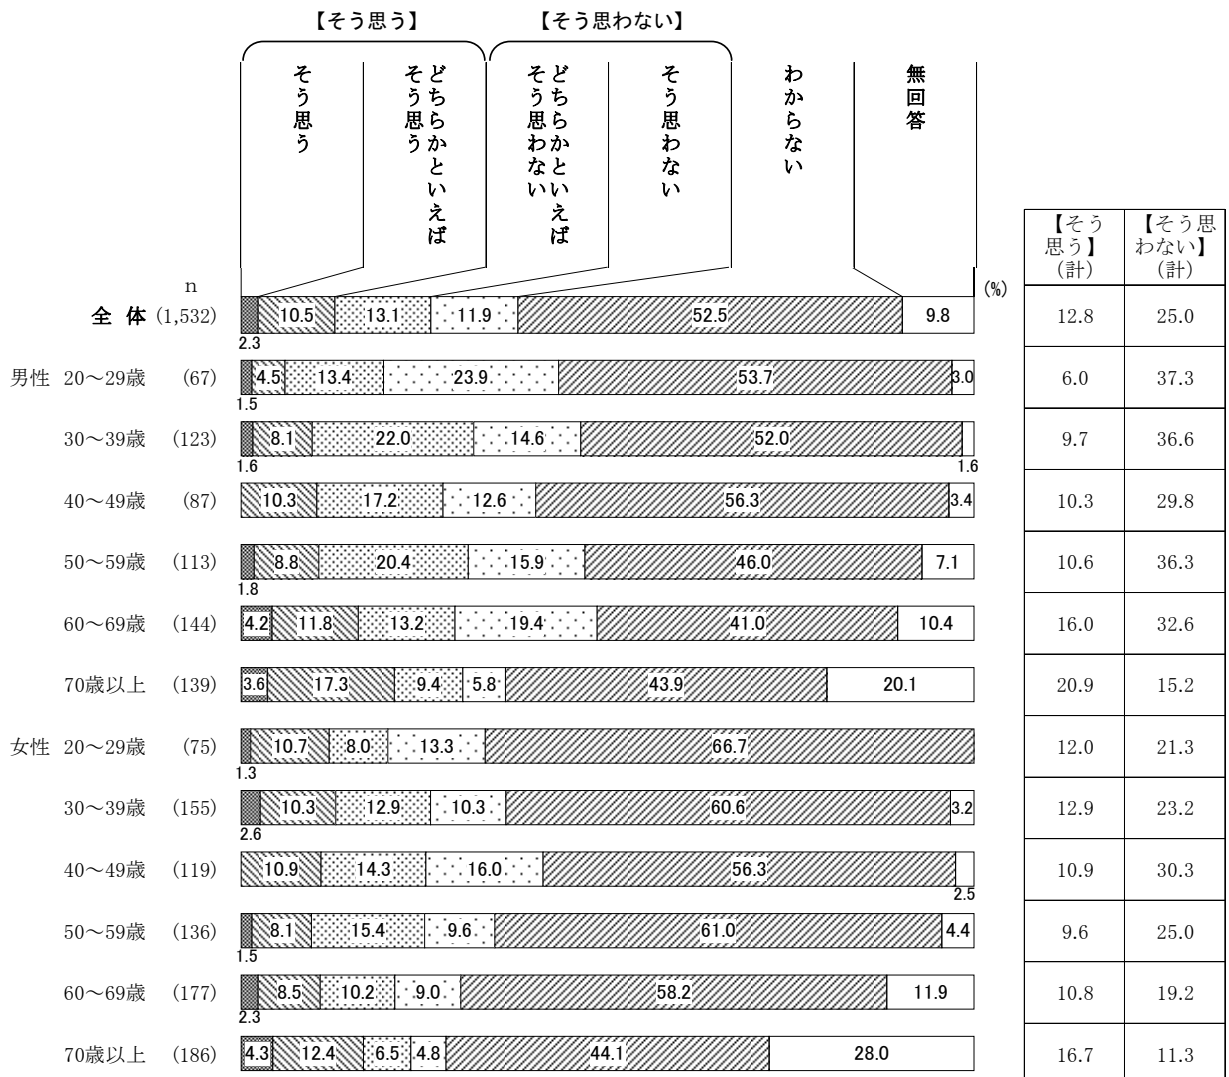 【そう思う】 【そう思わない】
そう思う
どちらかといえば
そう思う
どちらかといえば
そう思わない
そう思わない
わからない
無回答
【そう思う】(計) 【そう思わない】(計)
n (%)
全 体 (1,532) 10.5 13.1 11.9 52.5 9.8 12.8 25.0
2.3
男性 20～29歳 (67) 4.5 13.4 23.9 53.7 3.0 6.0 37.3
1.5
30～39歳 (123) 8.1 22.0 14.6 52.0 9.7 36.6
1.6 1.6
40～49歳 (87) 10.3 17.2 12.6 56.3 3.4 10.3 29.8
50～59歳 (113) 8.8 20.4 15.9 46.0 7.1 10.6 36.3
1.8
60～69歳 (144) 4.2 11.8 13.2 19.4 41.0 10.4 16.0 32.6
70歳以上 (139) 3.6 17.3 9.4 5.8 43.9 20.1 20.9 15.2
女性 20～29歳 (75) 10.7 8.0 13.3 66.7 12.0 21.3
1.3
30～39歳 (155) 10.3 12.9 10.3 60.6 3.2 12.9 23.2
2.6
40～49歳 (119) 10.9 14.3 16.0 56.3 10.9 30.3
2.5
50～59歳 (136) 8.1 15.4 9.6 61.0 4.4 9.6 25.0
1.5
60～69歳 (177) 8.5 10.2 9.0 58.2 11.9 10.8 19.2
2.3
70歳以上 (186) 4.3 12.4 6.5 4.8 44.1 28.0 16.7 11.3